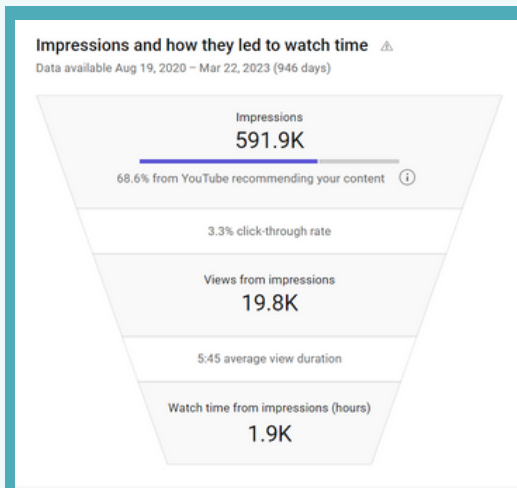 Impressions and how they led to watch time
Data available Aug 19, 2020 – Mar 22, 2023 (946 days)
Impressions
591.9K
68.6% from YouTube recommending your content
3.3% click-through rate
Views from impressions
19.8K
5:45 average view duration
Watch time from impressions (hours)
1.9K